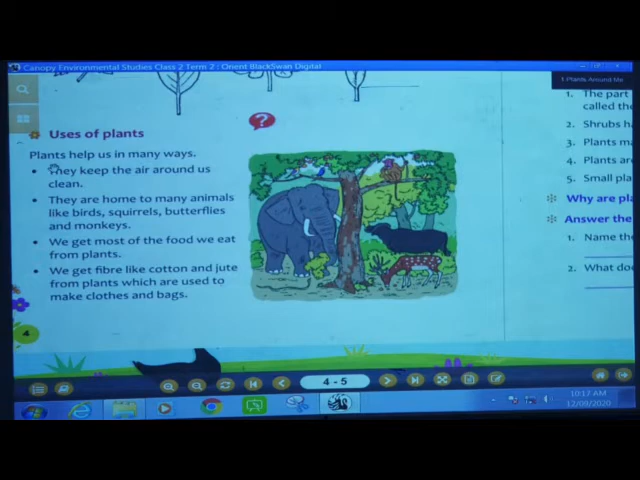 Canopy Environmental Studies Class 2 Term 2 : Orient BlackSwan Digital
1 Plants Around Me
?
Uses of plants
Plants help us in many ways.
• They keep the air around us
clean.
• They are home to many animals
like birds, squirrels, butterflies
and monkeys.
• We get most of the food we eat
from plants.
• We get fibre like cotton and jute
from plants which are used to
make clothes and bags.
4
1. The part
called the
2. Shrubs
3. Plants
4. Plants
5. Small
Why are
Answer the
1. Name the
2. What
4 - 5
10:17 AM
12/09/2020